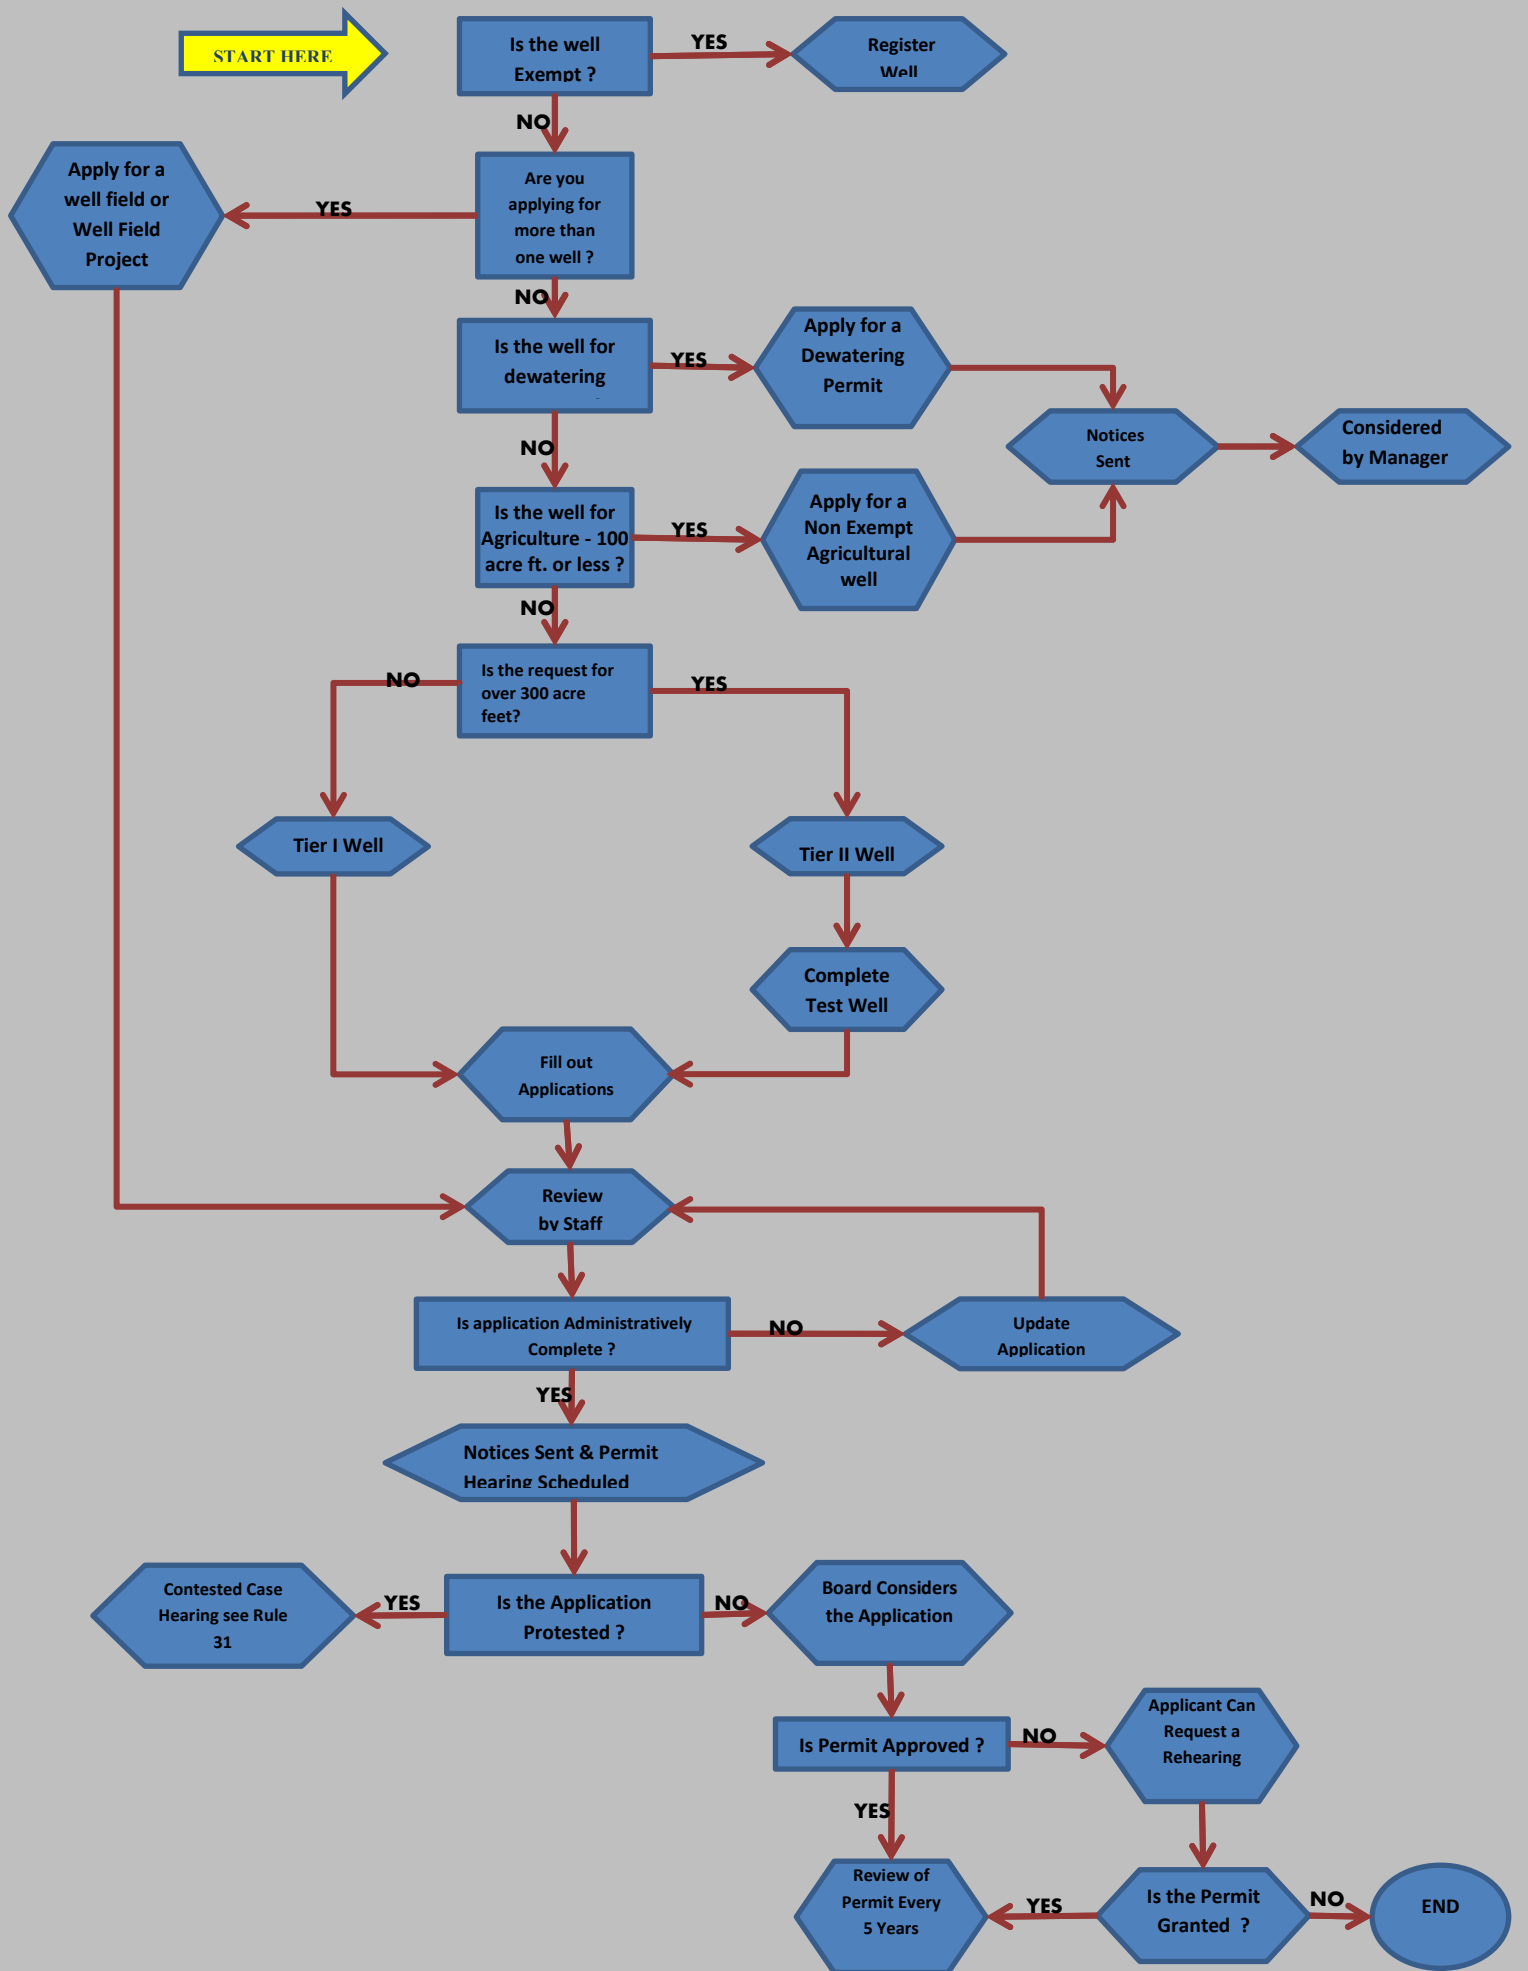 START HERE
Is the well
Exempt ?
YES
Register
Well
NO
Apply for a
well field or
Well Field
Project
YES
Are you
applying for
more than
one well ?
NO
Is the well for
dewatering
YES
Apply for a
Dewatering
Permit
Notices
Sent
Considered
by Manager
NO
Is the well for
Agriculture - 100
acre ft. or less ?
YES
Apply for a
Non Exempt
Agricultural
well
NO
Is the request for
over 300 acre
feet?
NO
YES
Tier I Well
Tier II Well
Complete
Test Well
Fill out
Applications
Review
by Staff
Is application Administratively
Complete ?
NO
Update
Application
YES
Notices Sent & Permit
Hearing Scheduled
Contested Case
Hearing see Rule
31
YES
Is the Application
Protested ?
NO
Board Considers
the Application
Is Permit Approved ?
NO
Applicant Can
Request a
Rehearing
YES
Review of
Permit Every
5 Years
YES
Is the Permit
Granted ?
NO
END